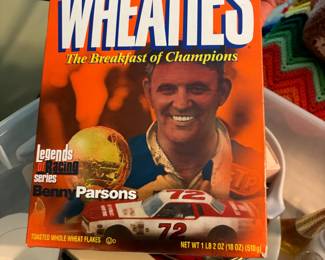 WHEATIES
The Breakfast of Champions
Legends
of Racing
series
Benny Parsons
72
72
TOASTED WHOLE WHEAT FLAKES
NET WT 1 LB 2 OZ (18 OZ) (510 g)